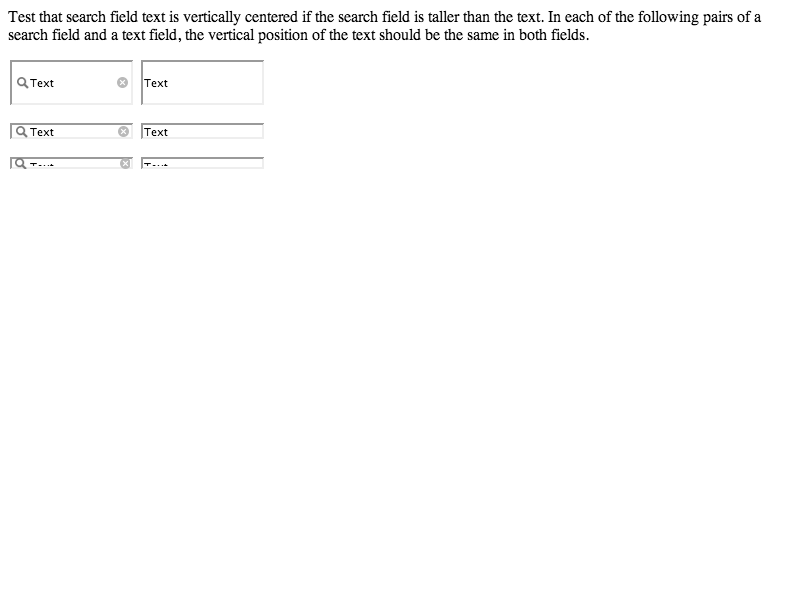 Test that search field text is vertically centered if the search field is taller than the text. In each of the following pairs of a
search field and a text field, the vertical position of the text should be the same in both fields.
Text Text
Text Text